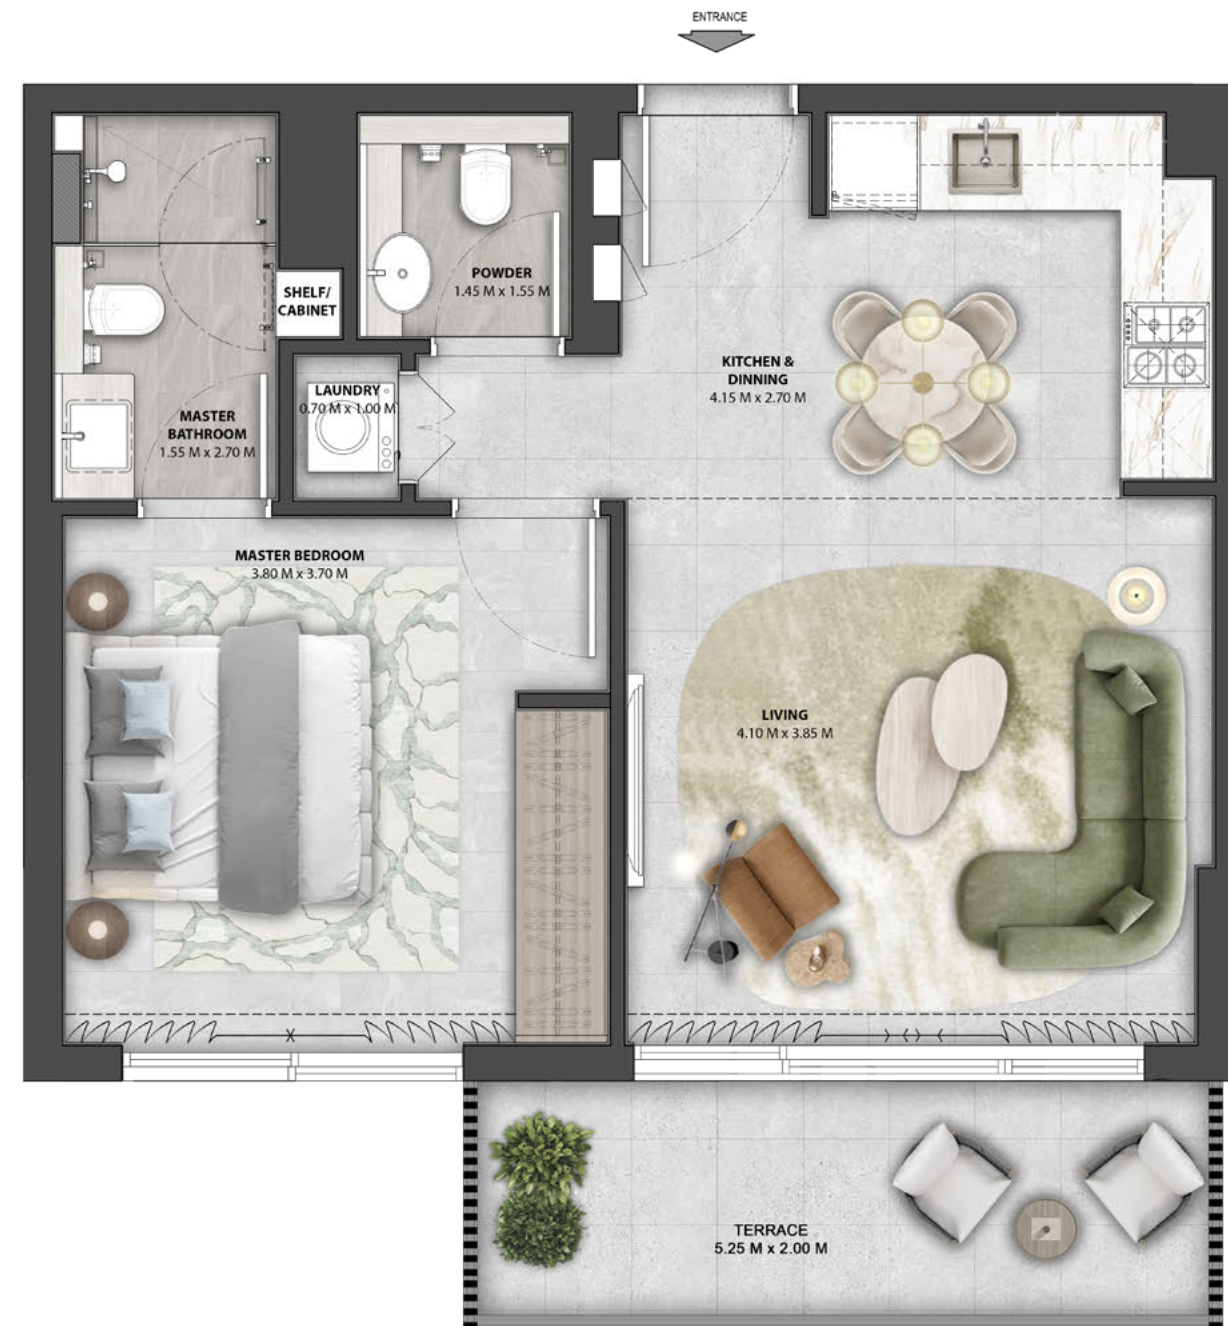 ENTRANCE
POWDER
1.45 M x 1.55 M
SHELF/
CABINET
KITCHEN &
DINNING
4.15 M x 2.70 M
LAUNDRY
0.70 M x 1.00 M
MASTER
BATHROOM
1.55 M x 2.70 M
MASTER BEDROOM
3.80 M x 3.70 M
LIVING
4.10 M x 3.85 M
TERRACE
5.25 M x 2.00 M